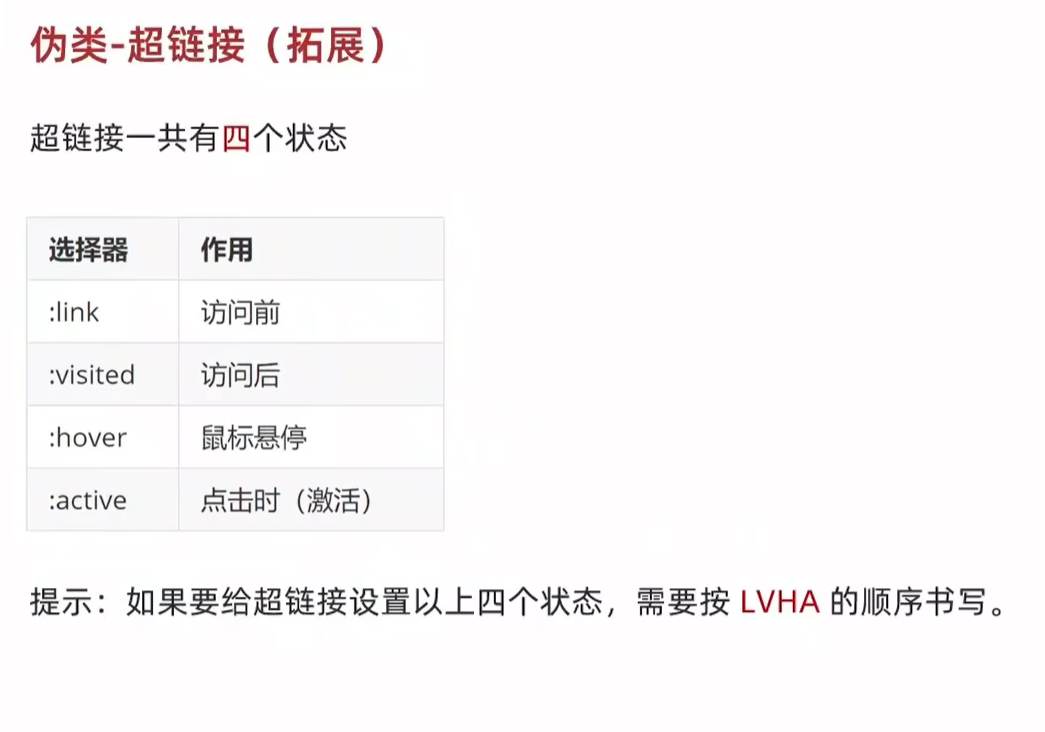 伪类-超链接（拓展）
超链接一共有四个状态
选择器 作用
:link 访问前
:visited 访问后
:hover 鼠标悬停
:active 点击时（激活）
提示：如果要给超链接设置以上四个状态，需要按 LVHA 的顺序书写。